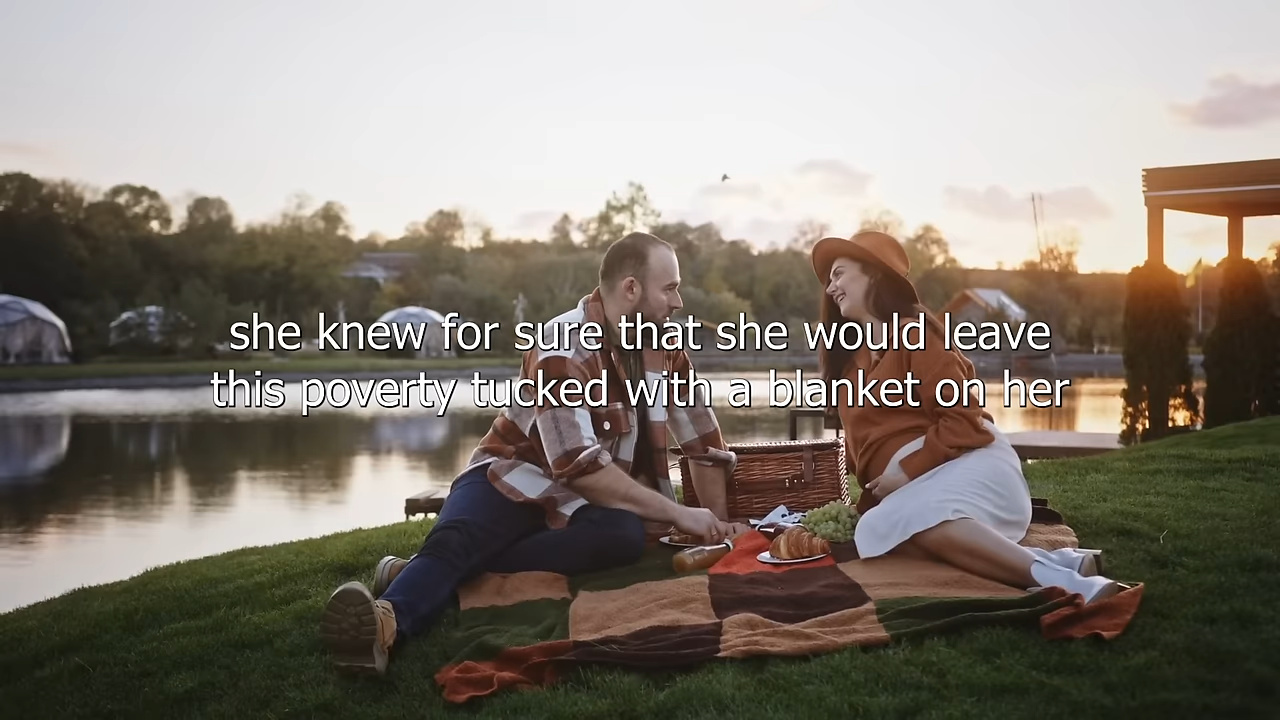 she knew for sure that she would leave
this poverty tucked with a blanket on her